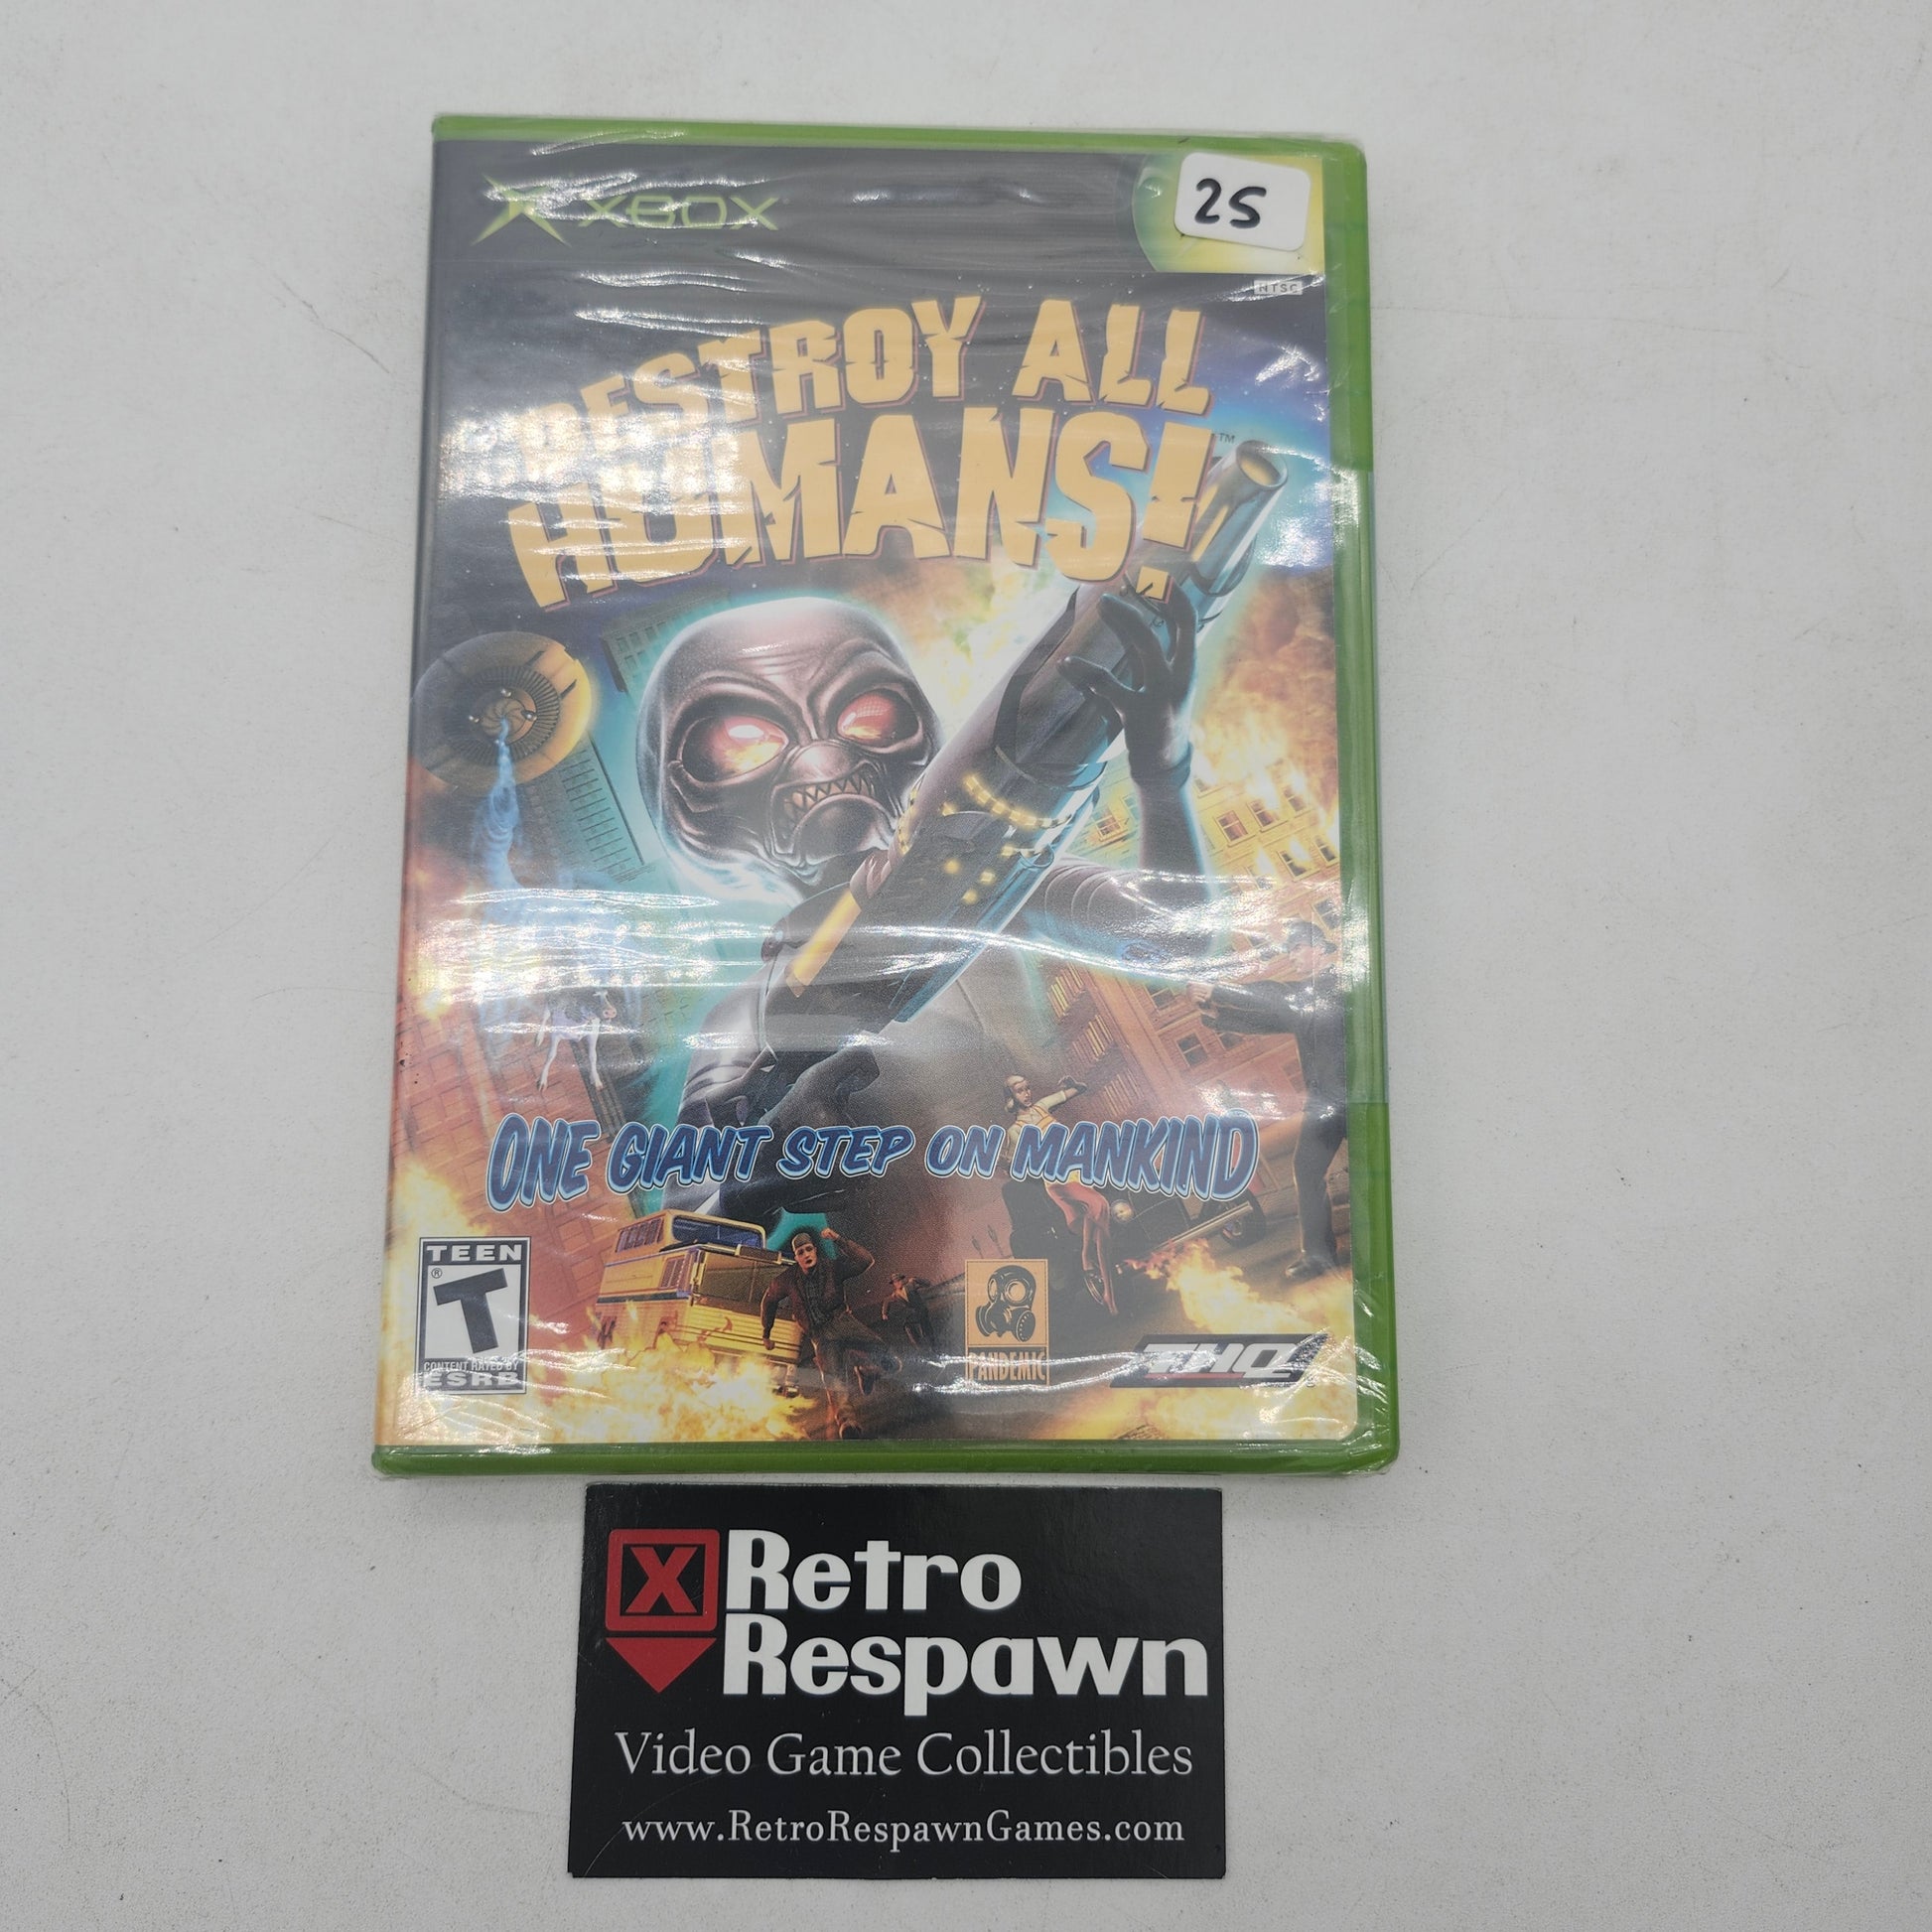 XBOX
25
NTSC
DESTROY ALL
HUMANS!
™
ONE GIANT STEP ON MANKIND
TEEN
®
T
CONTENT RATED BY
ESRB
PANDEMIC
THQ
X
Retro
Respawn
Video Game Collectibles
www.RetroRespawnGames.com